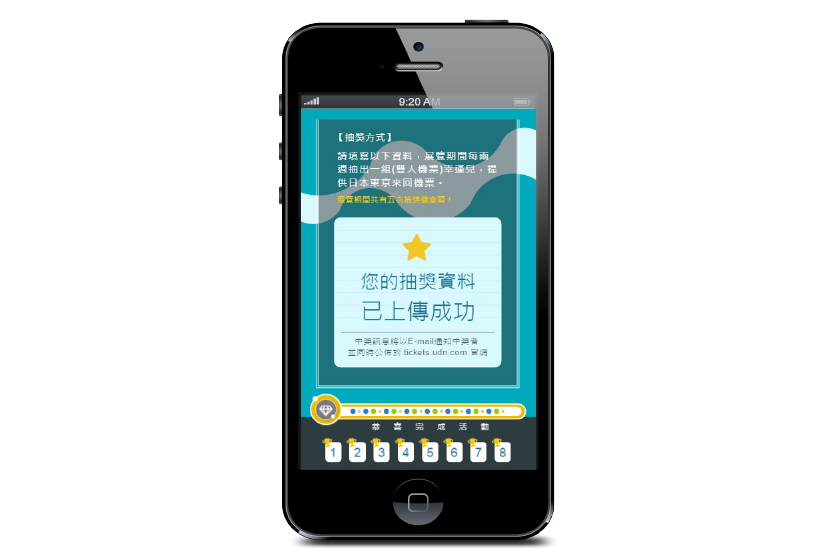 9:20 AM
【抽獎方式】
請填寫以下資料，展覽期間每兩
週抽出一組(雙人機票)幸運兒，提
供日本東京來回機票。
展覽期間共有五次抽獎機會喔！
您的抽獎資料
已上傳成功
中獎訊息將以E-mail通知中獎者
並同時公佈於 tickets.udn.com 官網
恭喜完成活動
1 2 3 4 5 6 7 8